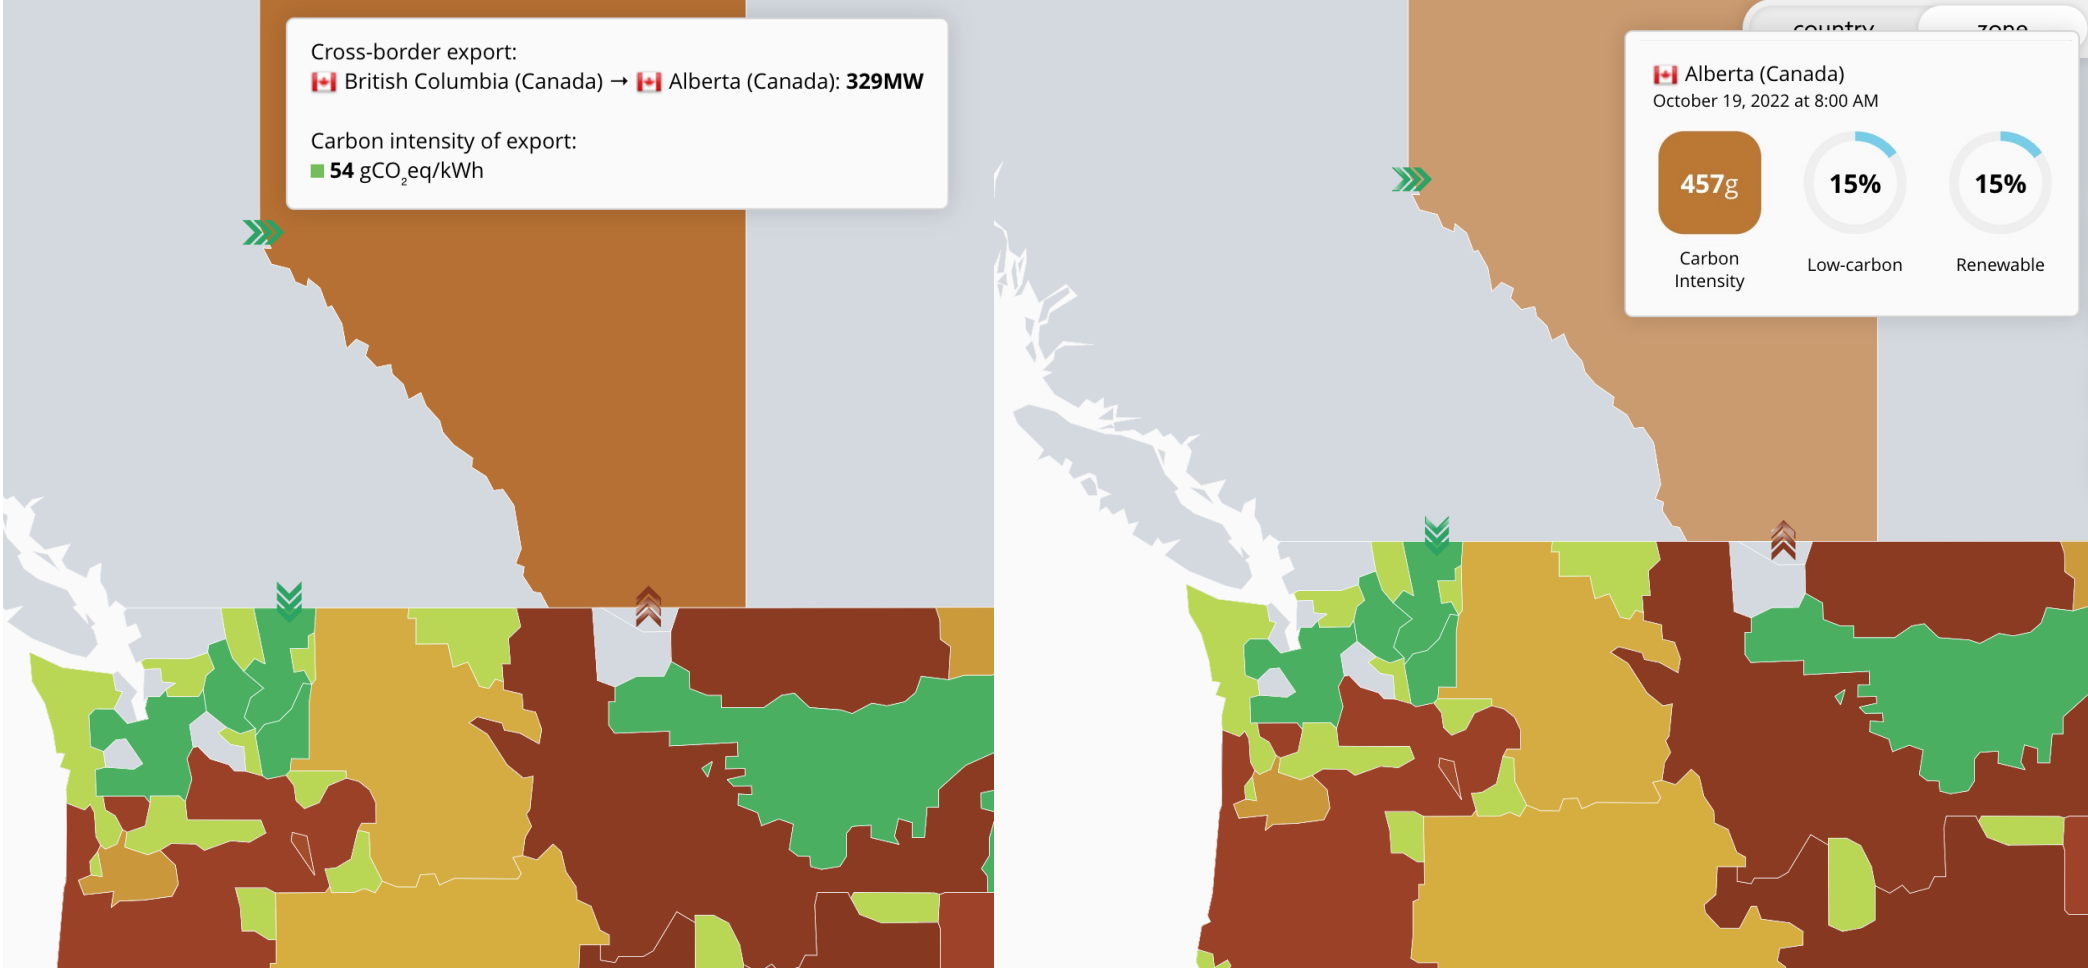 Cross-border export:
British Columbia (Canada) → Alberta (Canada): 329MW
Carbon intensity of export:
54 gCO₂eq/kWh
country zone
Alberta (Canada)
October 19, 2022 at 8:00 AM
457g 15% 15%
Carbon Intensity
Low-carbon
Renewable